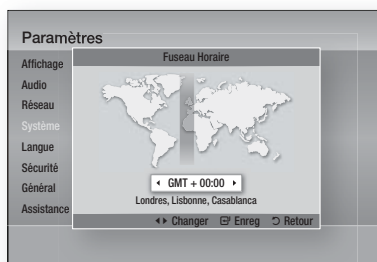 Paramètres
Fuseau Horaire
Affichage
Audio
Réseau
Système
Langue
Sécurité
Général
Assistance
◂ GMT + 00:00 ▸
Londres, Lisbonne, Casablanca
◂▸ Changer Enreg Retour